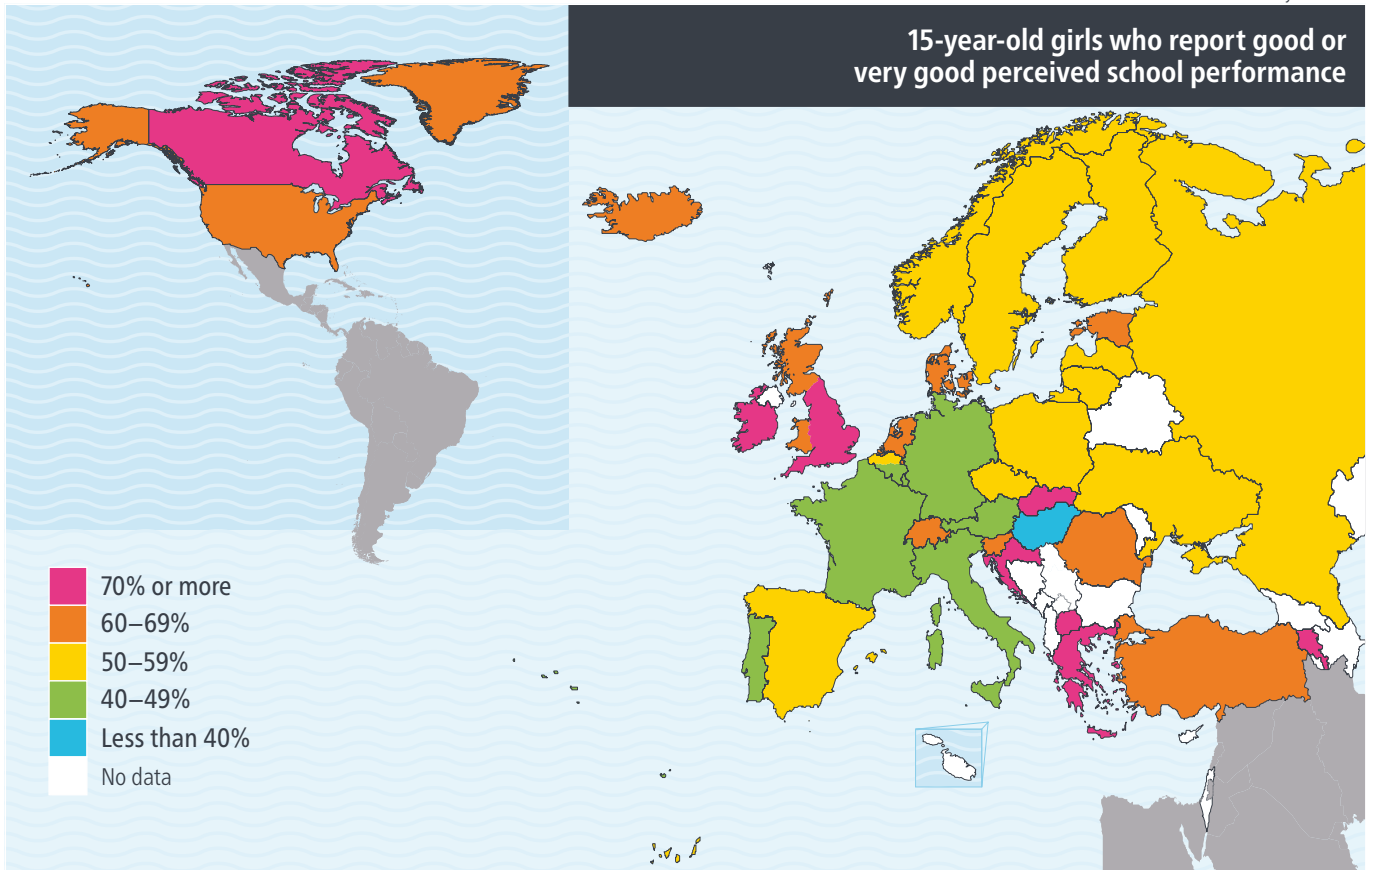 15-year-old girls who report good or
very good perceived school performance
70% or more
60–69%
50–59%
40–49%
Less than 40%
No data